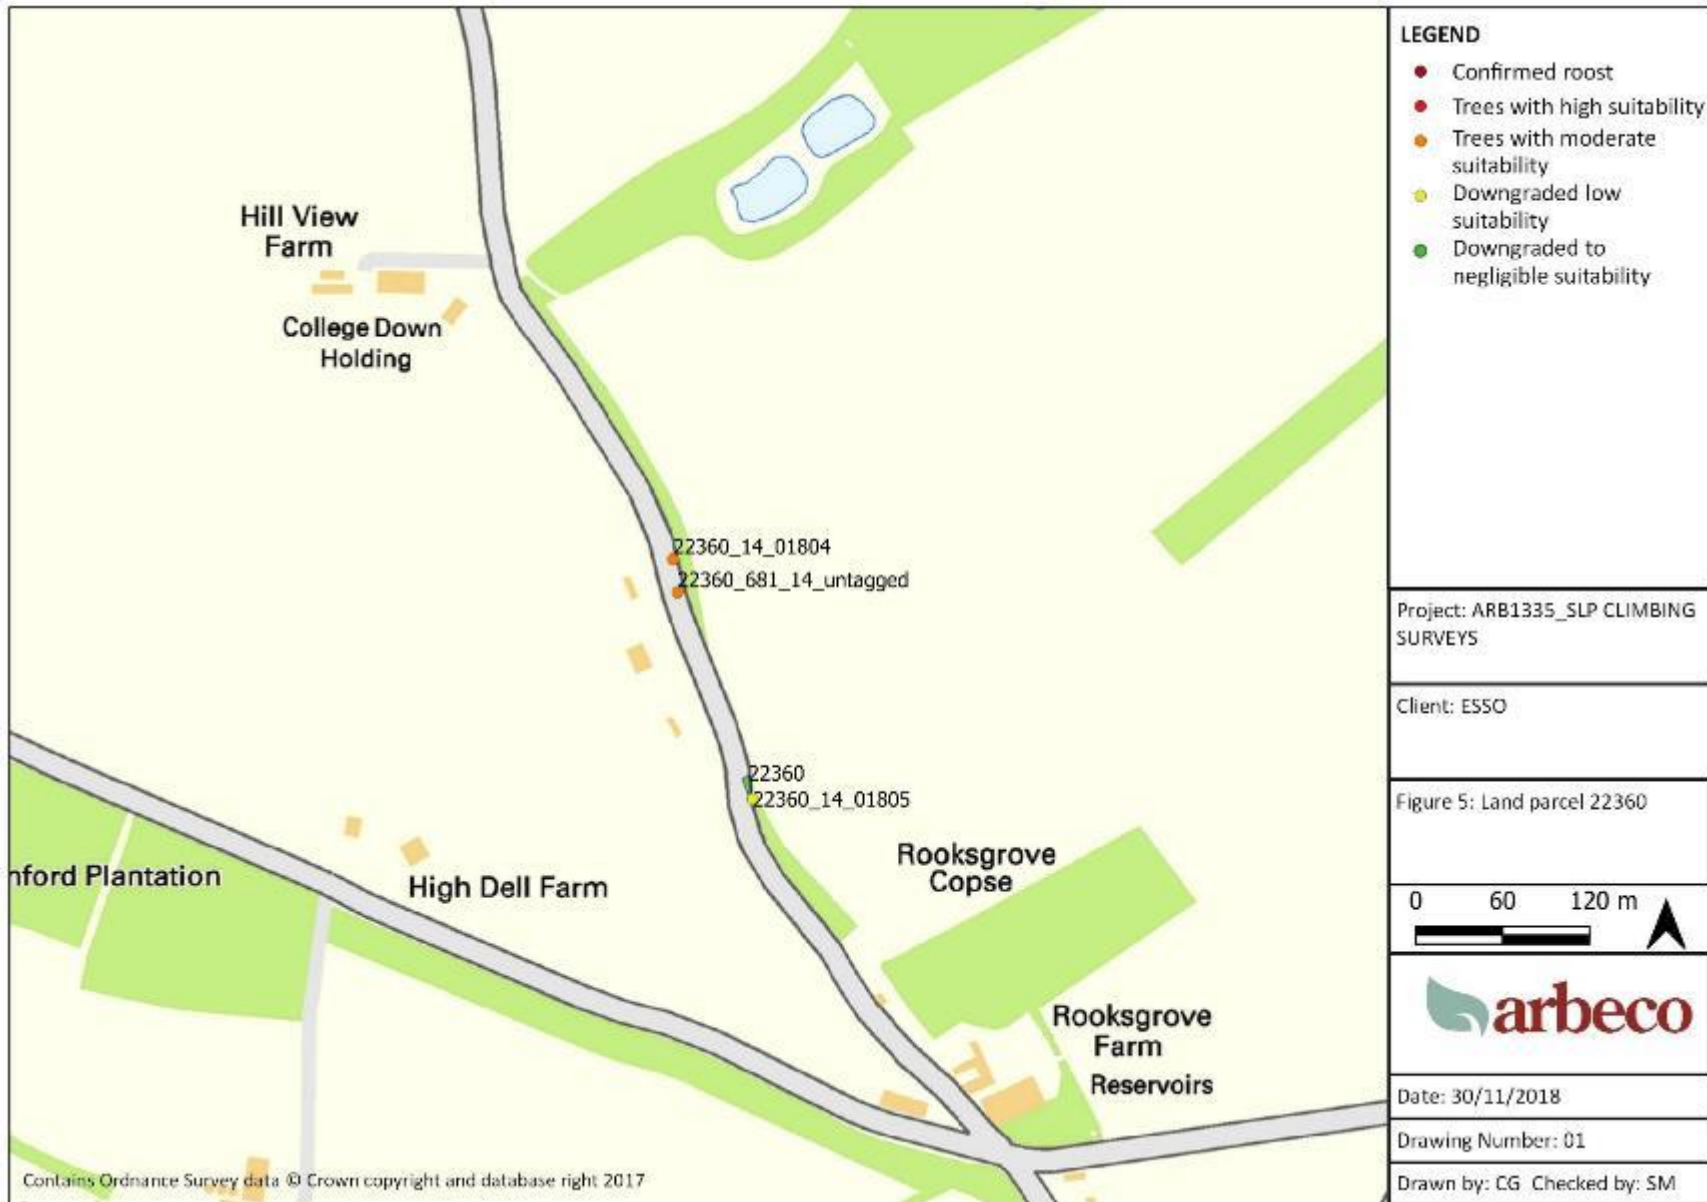 Hill View
Farm
College Down
Holding
22360_14_01804
22360_681_14_untagged
22360
22360_14_01805
nford Plantation
High Dell Farm
Rooksgrove
Copse
Rooksgrove
Farm
Reservoirs
Contains Ordnance Survey data © Crown copyright and database right 2017
LEGEND
Confirmed roost
Trees with high suitability
Trees with moderate
suitability
Downgraded low
suitability
Downgraded to
negligible suitability
Project: ARB1335_SLP CLIMBING
SURVEYS
Client: ESSO
Figure 5: Land parcel 22360
0 60 120 m
arbeco
Date: 30/11/2018
Drawing Number: 01
Drawn by: CG Checked by: SM